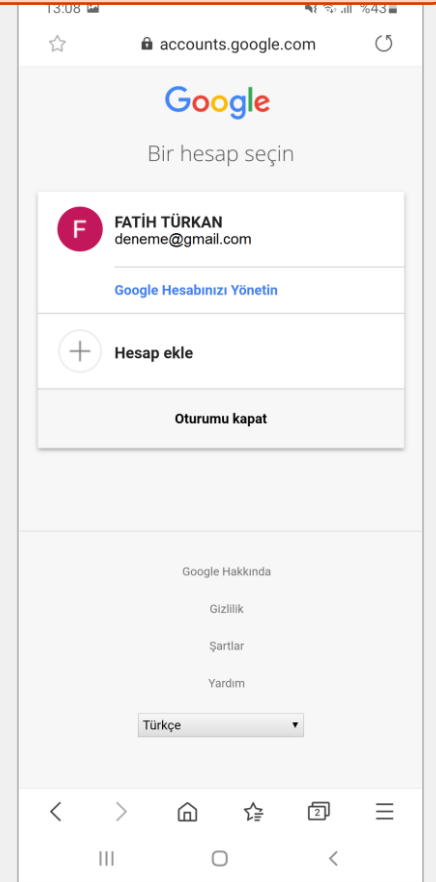 13:08 %43
accounts.google.com
Google
Bir hesap seçin
F
FATİH TÜRKAN
deneme@gmail.com
Google Hesabınızı Yönetin
Hesap ekle
Oturumu kapat
Google Hakkında
Gizlilik
Şartlar
Yardım
Türkçe
2